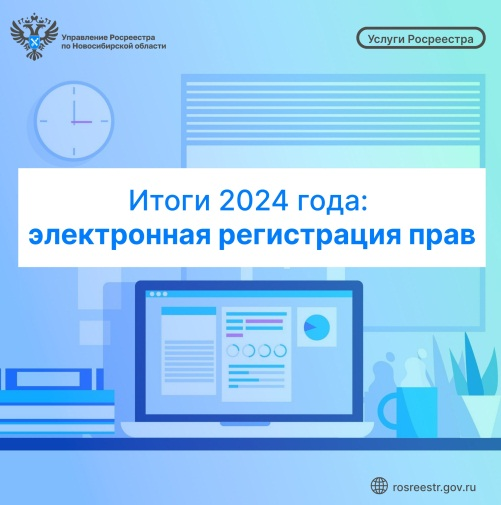 Управление Росреестра
по Новосибирской области
Услуги Росреестра
Итоги 2024 года:
электронная регистрация прав
rosreestr.gov.ru